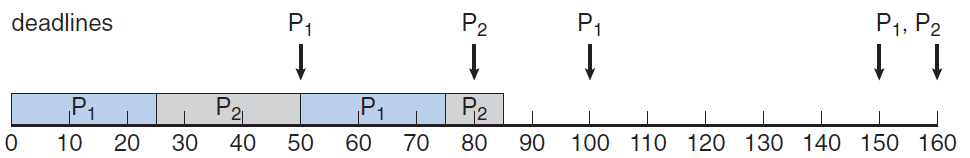 deadlines P₁ P₂ P₁ P₁, P₂
P₁ P₂ P₁ P₂
0 10 20 30 40 50 60 70 80 90 100 110 120 130 140 150 160